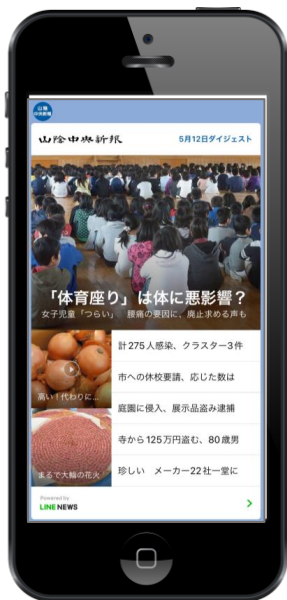 山陰
中央新報
山陰中央新報
5月12日ダイジェスト
「体育座り」は体に悪影響？
女子児童「つらい」 腰痛の要因に、廃止求める声も
高い！代わりに…
まるで大輪の花火
計275人感染、クラスター3件
市への休校要請、応じた数は
庭園に侵入、展示品盗み逮捕
寺から125万円盗む、80歳男
珍しい メーカー22社一堂に
Powered by
LINE NEWS